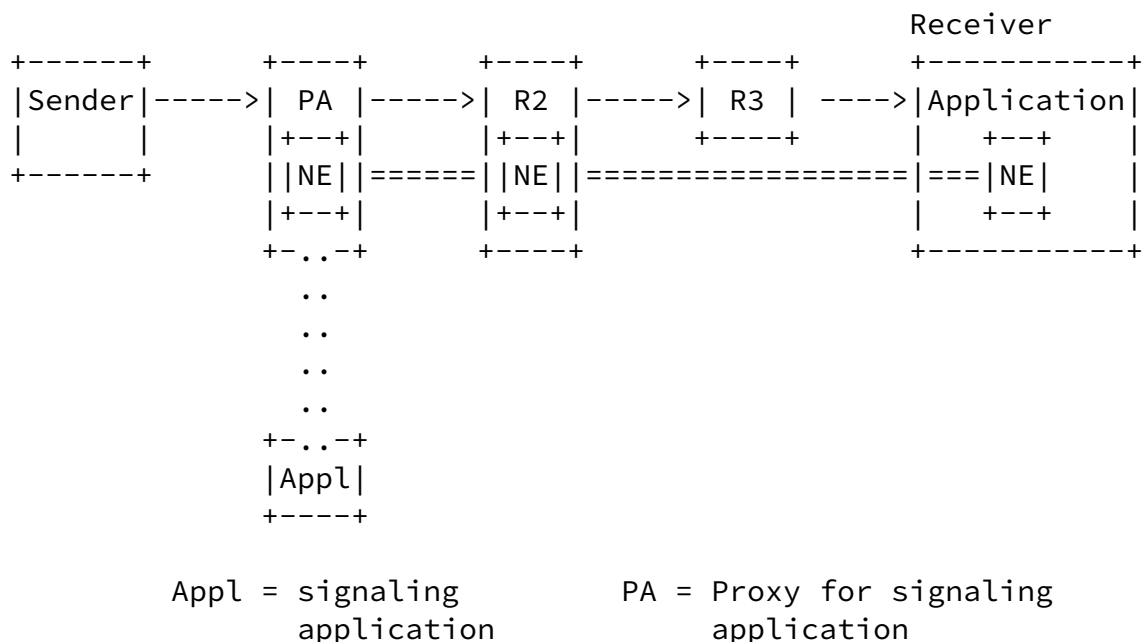 Receiver
+------+      +----+      +----+      +----+      +-----------+
|Sender|----->| PA |----->| R2 |----->| R3 | ---->|Application|
|      |      |+--+|      |+--+|      +----+      |   +--+    |
+------+      ||NE||======||NE||==================|===|NE|    |
              |+--+|      |+--+|                  |   +--+    |
              +-..-+      +----+                  +-----------+
                ..
                ..
                ..
                ..
              +-..-+
              |Appl|
              +----+

         Appl = signaling         PA = Proxy for signaling
                application            application